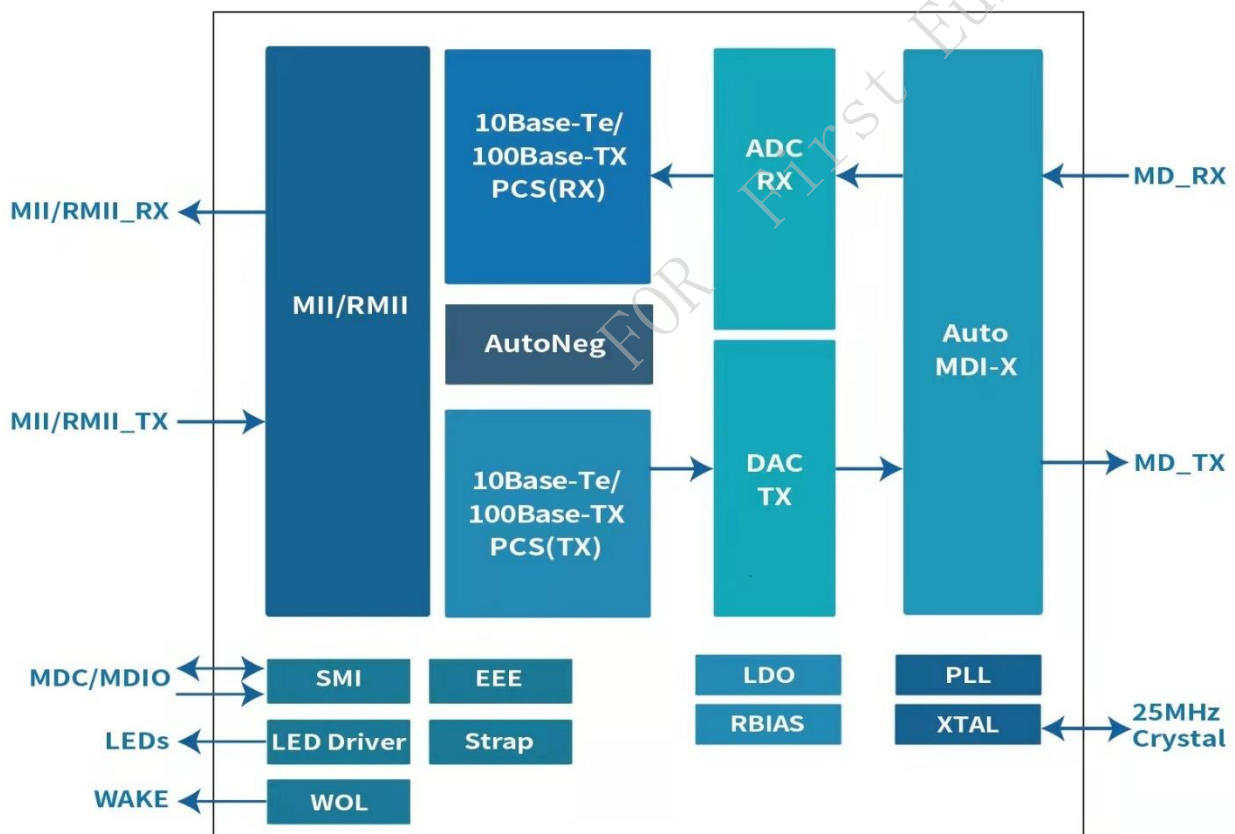 MII/RMII_RX
MII/RMII_TX
MII/RMII
10Base-Te/
100Base-TX
PCS(RX)
AutoNeg
10Base-Te/
100Base-TX
PCS(TX)
ADC
RX
DAC
TX
Auto
MDI-X
MD_RX
MD_TX
MDC/MDIO
SMI
EEE
LDO
PLL
LEDs
LED Driver
Strap
RBIAS
XTAL
25MHz
Crystal
WAKE
WOL
FOR First